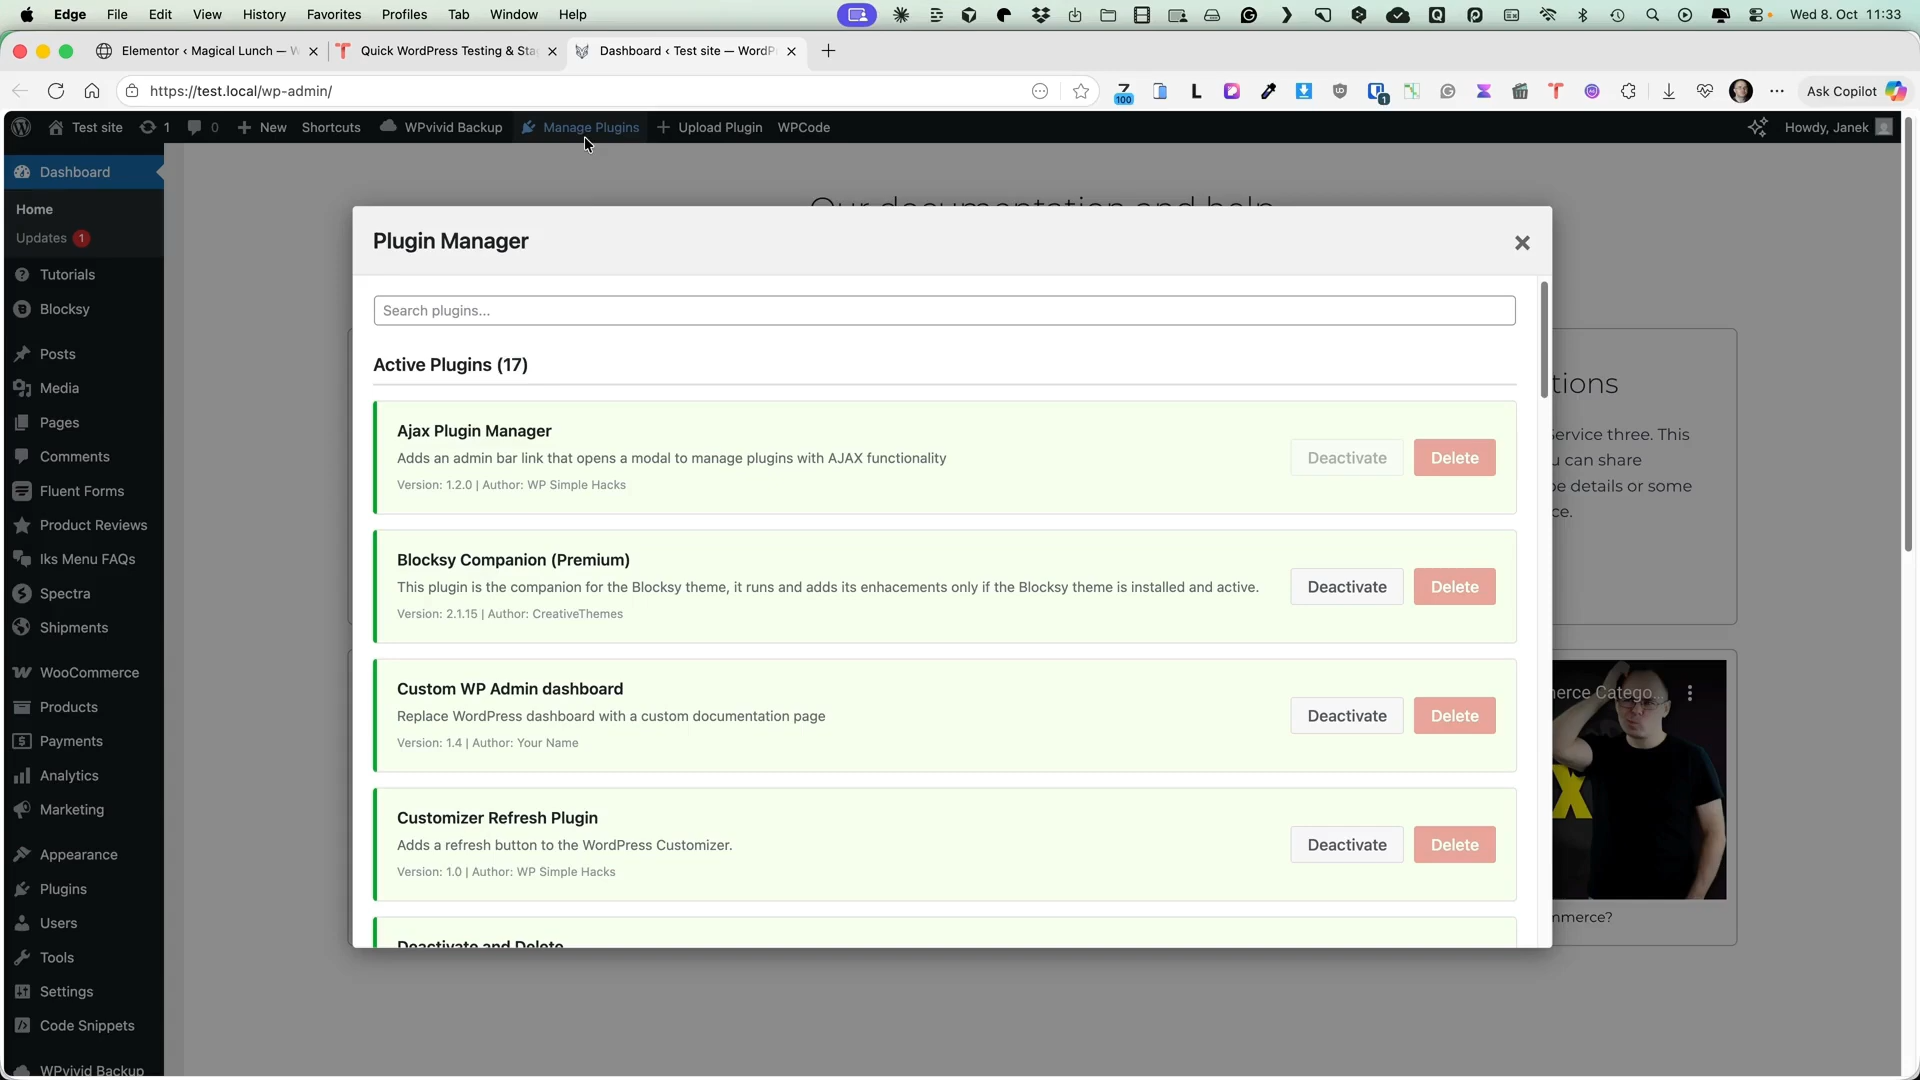 Edge File Edit View History Favorites Profiles Tab Window Help
Wed 8. Oct 11:33
Elementor ‹ Magical Lunch — W
Quick WordPress Testing & Sta
Dashboard ‹ Test site — WordP
https://test.local/wp-admin/
100
1
Ask Copilot
Test site 1 0 New Shortcuts WPvivid Backup Manage Plugins Upload Plugin WPCode
Howdy, Janek
Dashboard
Home
Updates 1
Tutorials
Blocksy
Posts
Media
Pages
Comments
Fluent Forms
Product Reviews
Iks Menu FAQs
Spectra
Shipments
WooCommerce
Products
Payments
Analytics
Marketing
Appearance
Plugins
Users
Tools
Settings
Code Snippets
WPvivid Backup
Our documentation and help
Plugin Manager
Search plugins...
Active Plugins (17)
Ajax Plugin Manager
Adds an admin bar link that opens a modal to manage plugins with AJAX functionality
Version: 1.2.0 | Author: WP Simple Hacks
Deactivate Delete
Blocksy Companion (Premium)
This plugin is the companion for the Blocksy theme, it runs and adds its enhacements only if the Blocksy theme is installed and active.
Version: 2.1.15 | Author: CreativeThemes
Deactivate Delete
Custom WP Admin dashboard
Replace WordPress dashboard with a custom documentation page
Version: 1.4 | Author: Your Name
Deactivate Delete
Customizer Refresh Plugin
Adds a refresh button to the WordPress Customizer.
Version: 1.0 | Author: WP Simple Hacks
Deactivate Delete
Deactivate and Delete
tions
Service three. This
u can share
be details or some
ce.
merce Catego...
X
mmerce?